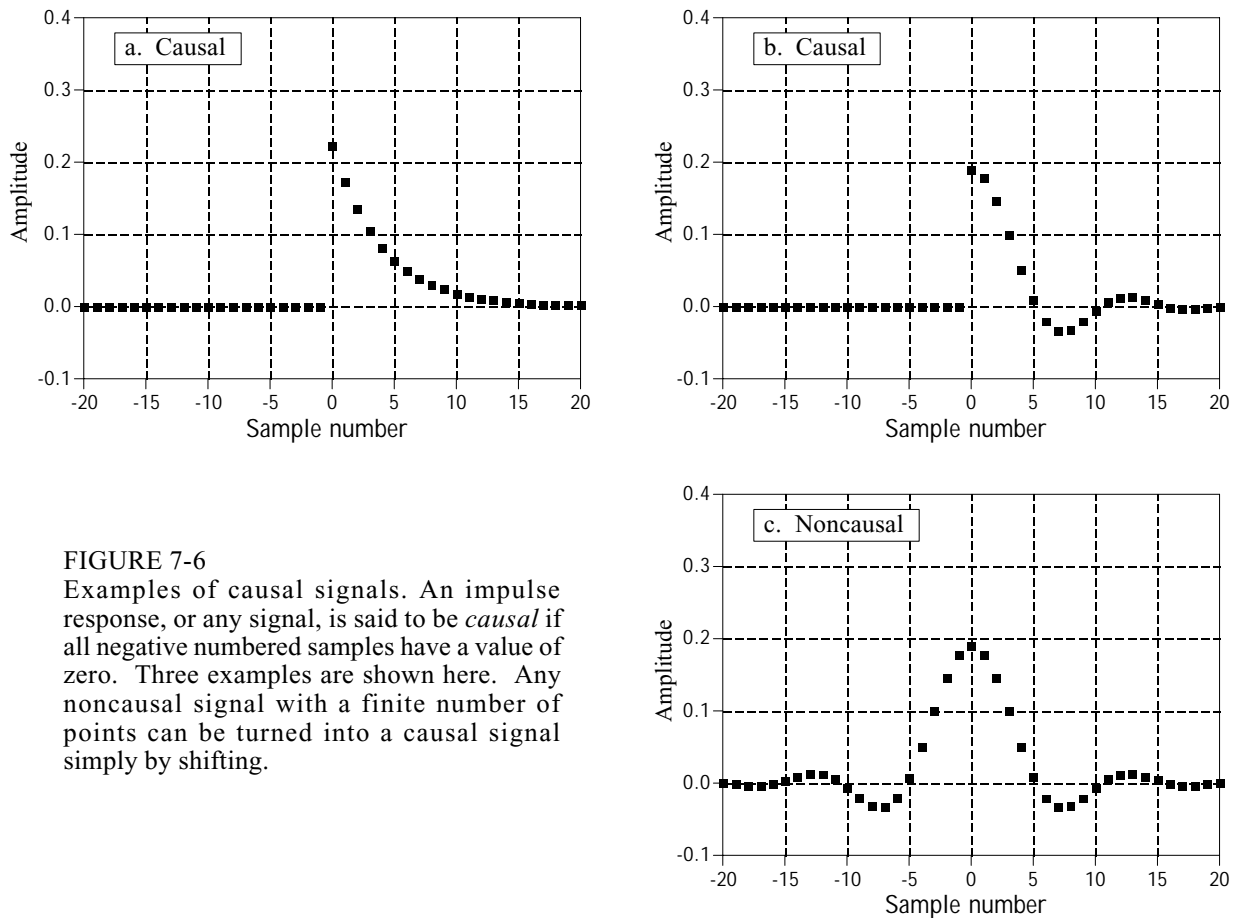 a. Causal
0.4
0.3
0.2
0.1
0.0
-0.1
Amplitude
-20 -15 -10 -5 0 5 10 15 20
Sample number
b. Causal
0.4
0.3
0.2
0.1
0.0
-0.1
Amplitude
-20 -15 -10 -5 0 5 10 15 20
Sample number
FIGURE 7-6
Examples of causal signals. An impulse
response, or any signal, is said to be causal if
all negative numbered samples have a value of
zero. Three examples are shown here. Any
noncausal signal with a finite number of
points can be turned into a causal signal
simply by shifting.
c. Noncausal
0.4
0.3
0.2
0.1
0.0
-0.1
Amplitude
-20 -15 -10 -5 0 5 10 15 20
Sample number